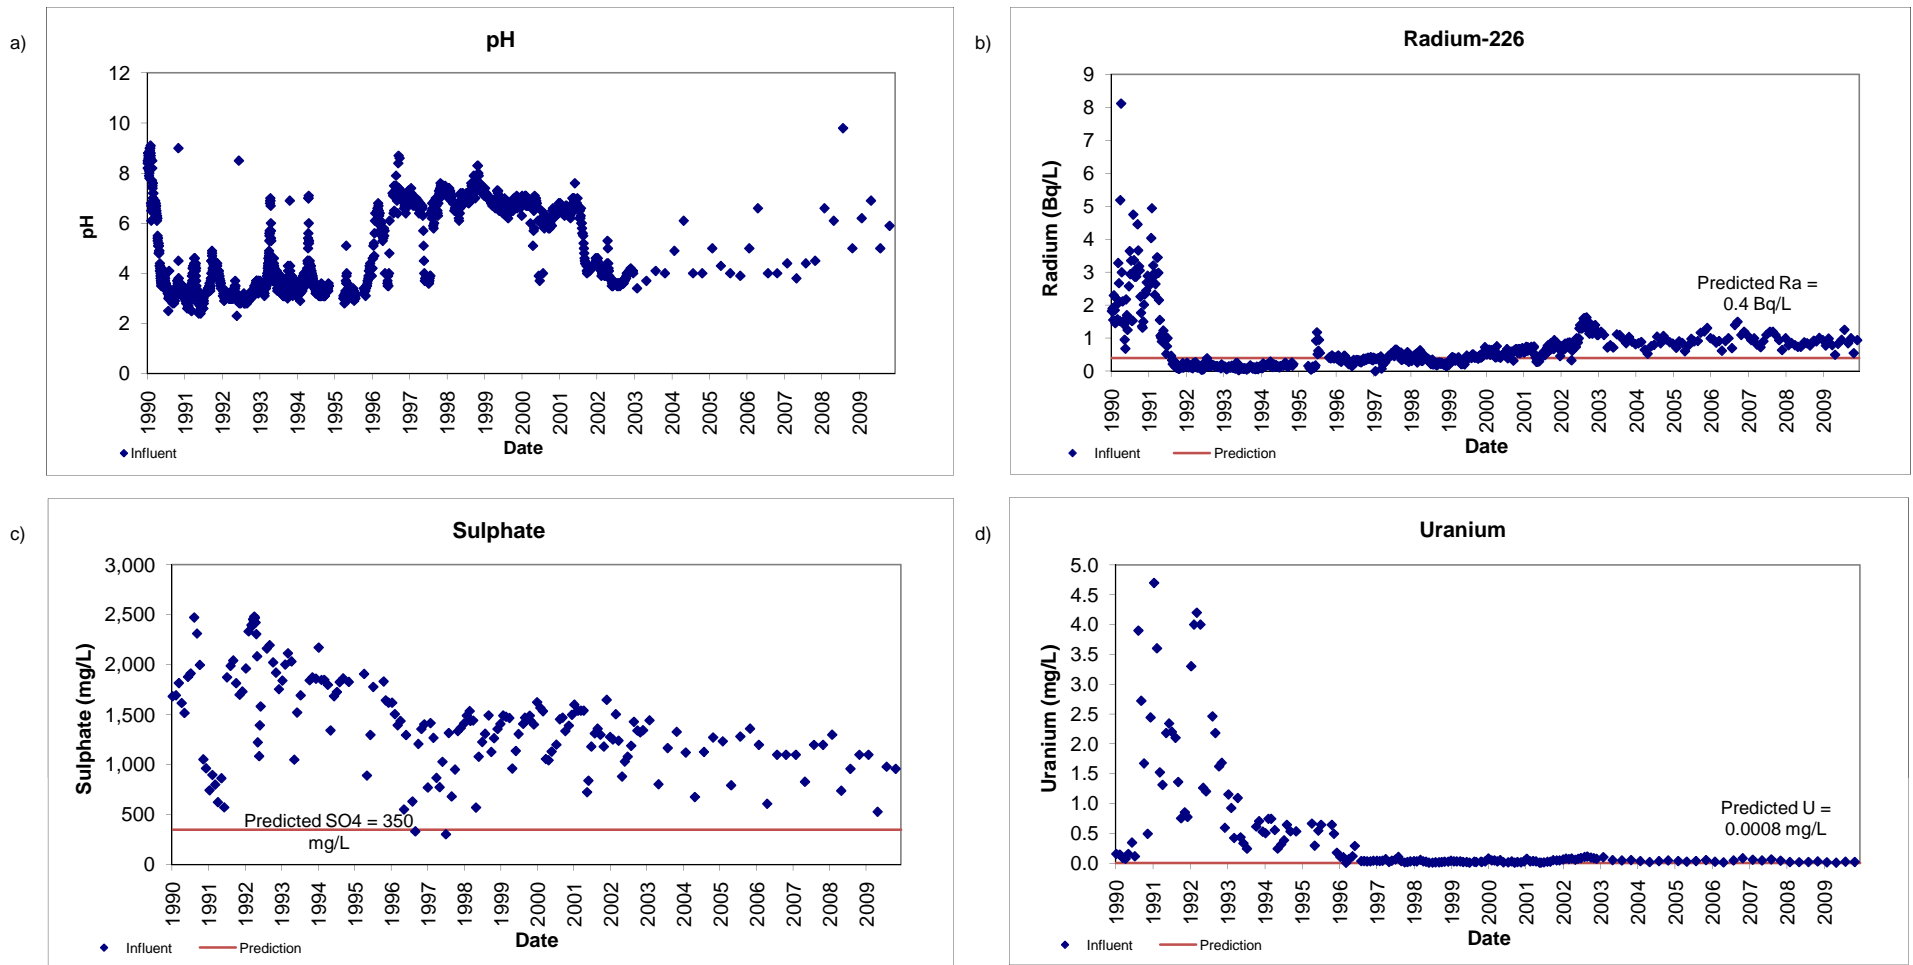 a)
pH
12
10
8
6
4
2
0
pH
1990 1991 1992 1993 1994 1995 1996 1997 1998 1999 2000 2001 2002 2003 2004 2005 2006 2007 2008 2009
Date
Influent
b)
Radium-226
9
8
7
6
5
4
3
2
1
0
Radium (Bq/L)
Predicted Ra =
0.4 Bq/L
1990 1991 1992 1993 1994 1995 1996 1997 1998 1999 2000 2001 2002 2003 2004 2005 2006 2007 2008 2009
Date
Influent Prediction
c)
Sulphate
3,000
2,500
2,000
1,500
1,000
500
0
Sulphate (mg/L)
Predicted SO4 = 350
mg/L
1990 1991 1992 1993 1994 1995 1996 1997 1998 1999 2000 2001 2002 2003 2004 2005 2006 2007 2008 2009
Date
Influent Prediction
d)
Uranium
5.0
4.5
4.0
3.5
3.0
2.5
2.0
1.5
1.0
0.5
0.0
Uranium (mg/L)
Predicted U =
0.0008 mg/L
1990 1991 1992 1993 1994 1995 1996 1997 1998 1999 2000 2001 2002 2003 2004 2005 2006 2007 2008 2009
Date
Influent Prediction